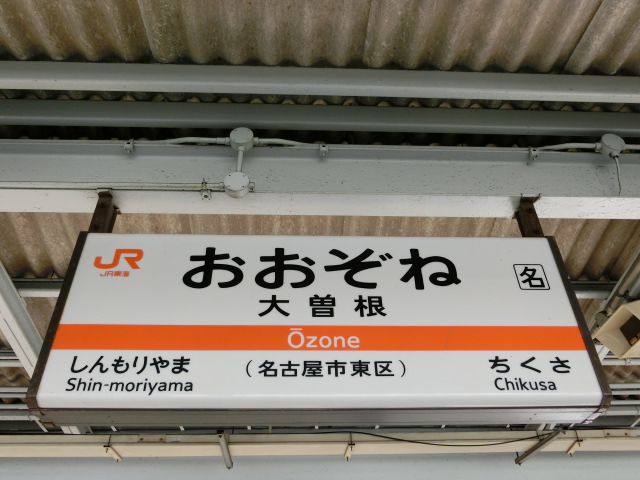 JR
JR東海
おおぞね
名
大曽根
Ōzone
しんもりやま
Shin-moriyama
(名古屋市東区)
ちくさ
Chikusa